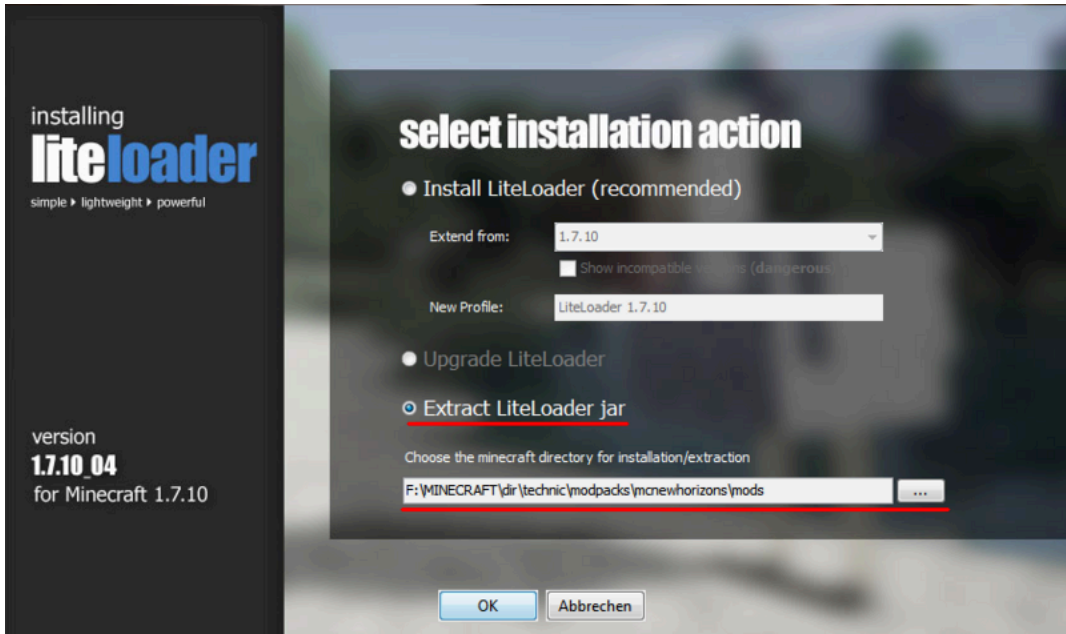 installing
liteloader
simple ▸ lightweight ▸ powerful
version
1.7.10_04
for Minecraft 1.7.10
select installation action
Install LiteLoader (recommended)
Extend from: 1.7.10
Show incompatible versions (dangerous)
New Profile: LiteLoader 1.7.10
Upgrade LiteLoader
Extract LiteLoader jar
Choose the minecraft directory for installation/extraction
F:\MINECRAFT\dir\technic\modpacks\mcnewhorizons\mods ...
OK Abbrechen